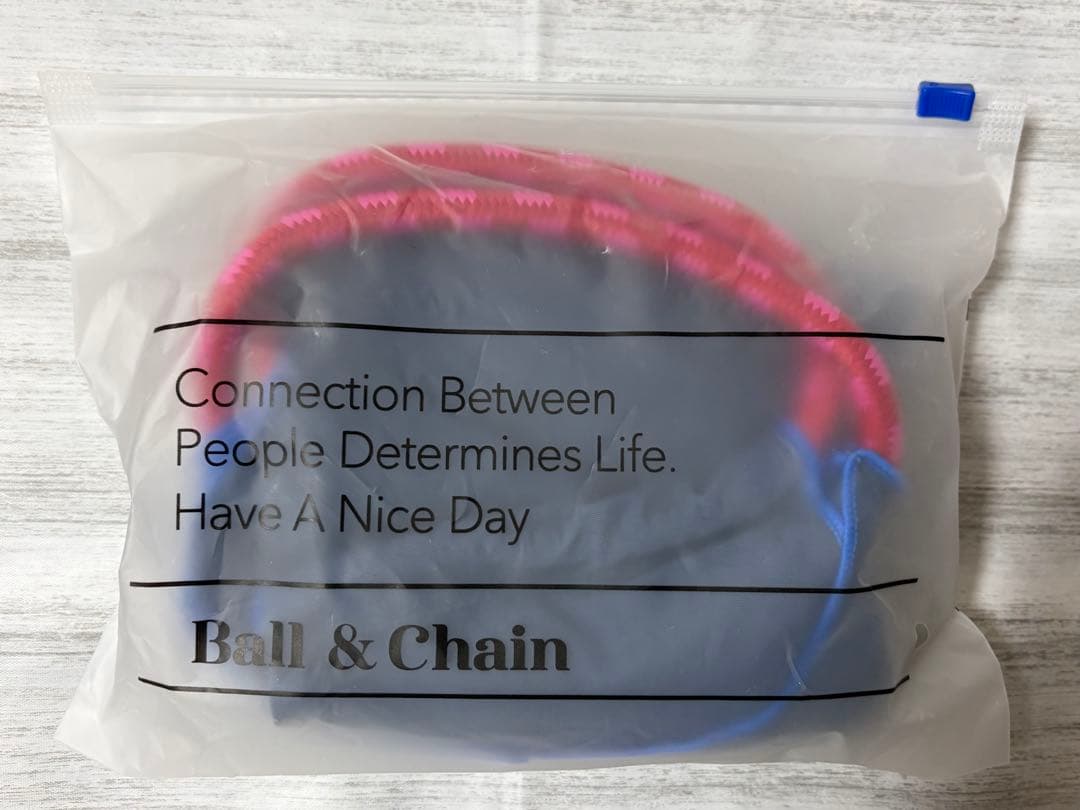 Connection Between
People Determines Life.
Have A Nice Day
Ball & Chain